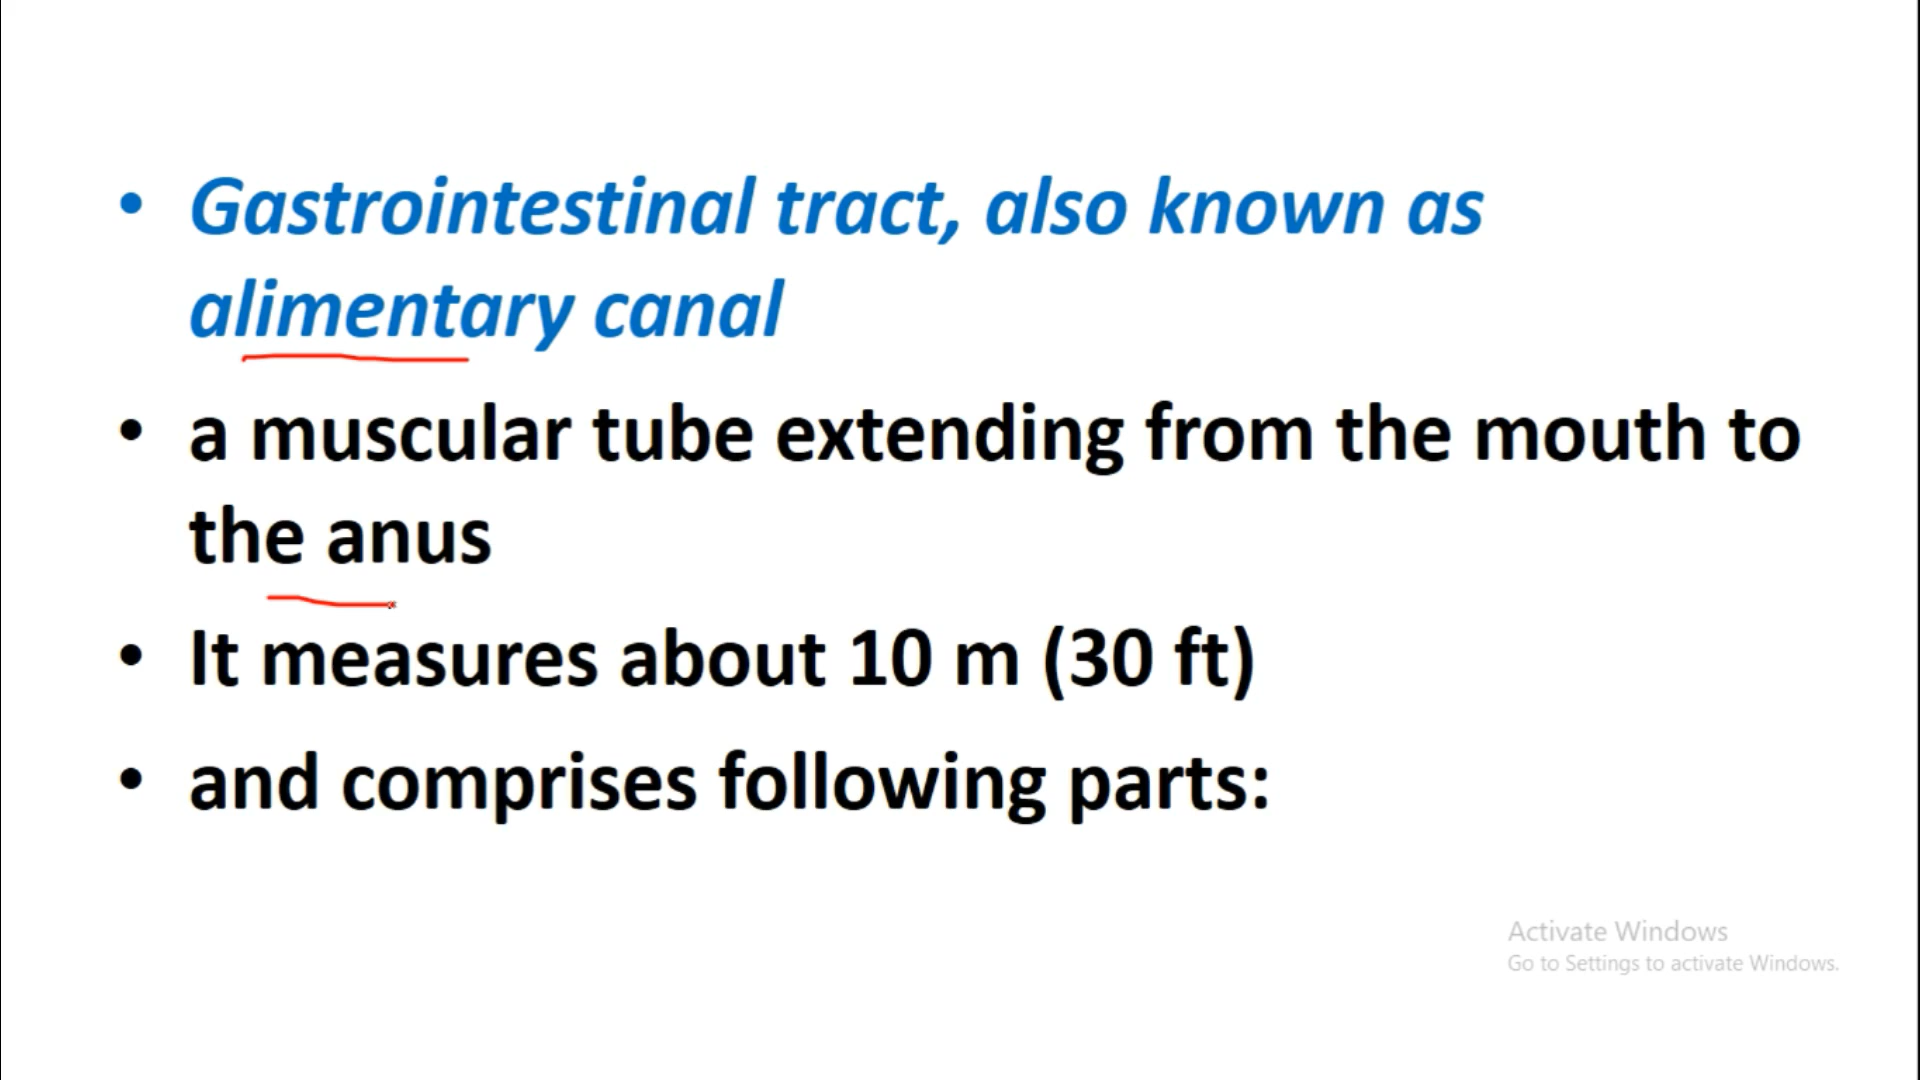 • Gastrointestinal tract, also known as
alimentary canal
• a muscular tube extending from the mouth to
the anus
• It measures about 10 m (30 ft)
• and comprises following parts:
Activate Windows
Go to Settings to activate Windows.